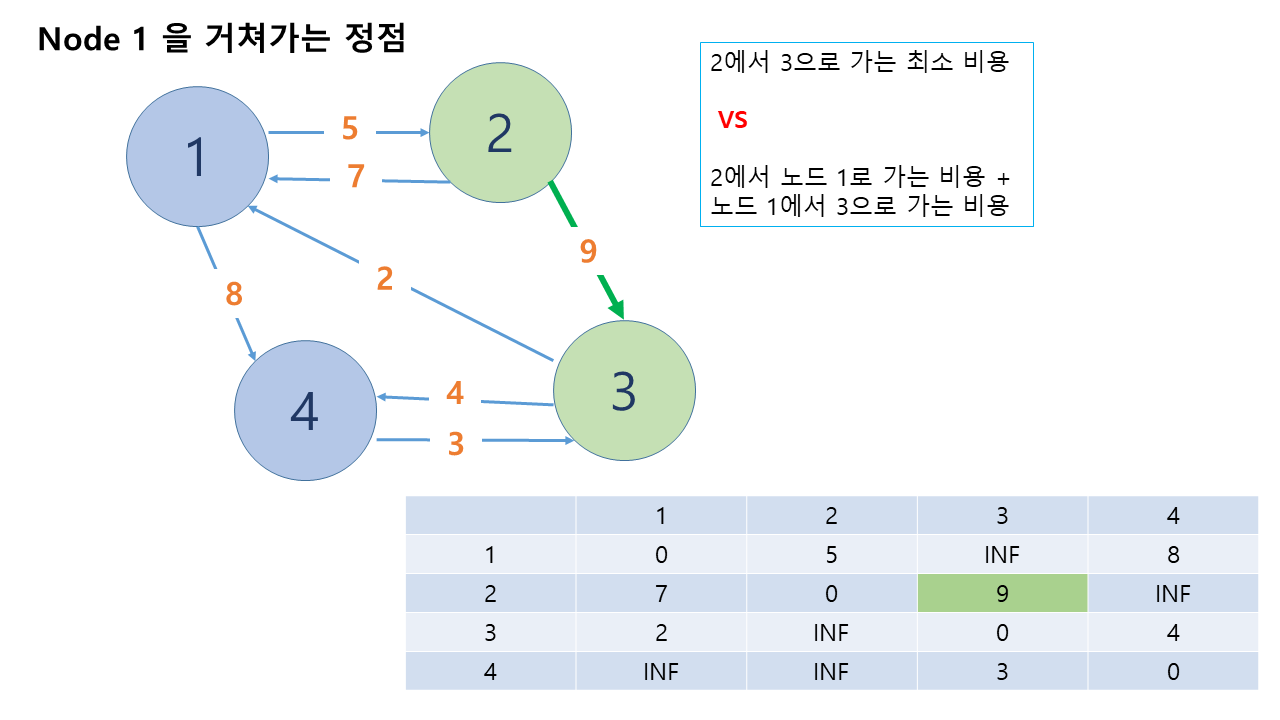 Node 1 을 거쳐가는 정점
2에서 3으로 가는 최소 비용
VS
2에서 노드 1로 가는 비용 +
노드 1에서 3으로 가는 비용
1
5
2
7
9
2
8
4
4
3
3
1 2 3 4
1 0 5 INF 8
2 7 0 9 INF
3 2 INF 0 4
4 INF INF 3 0